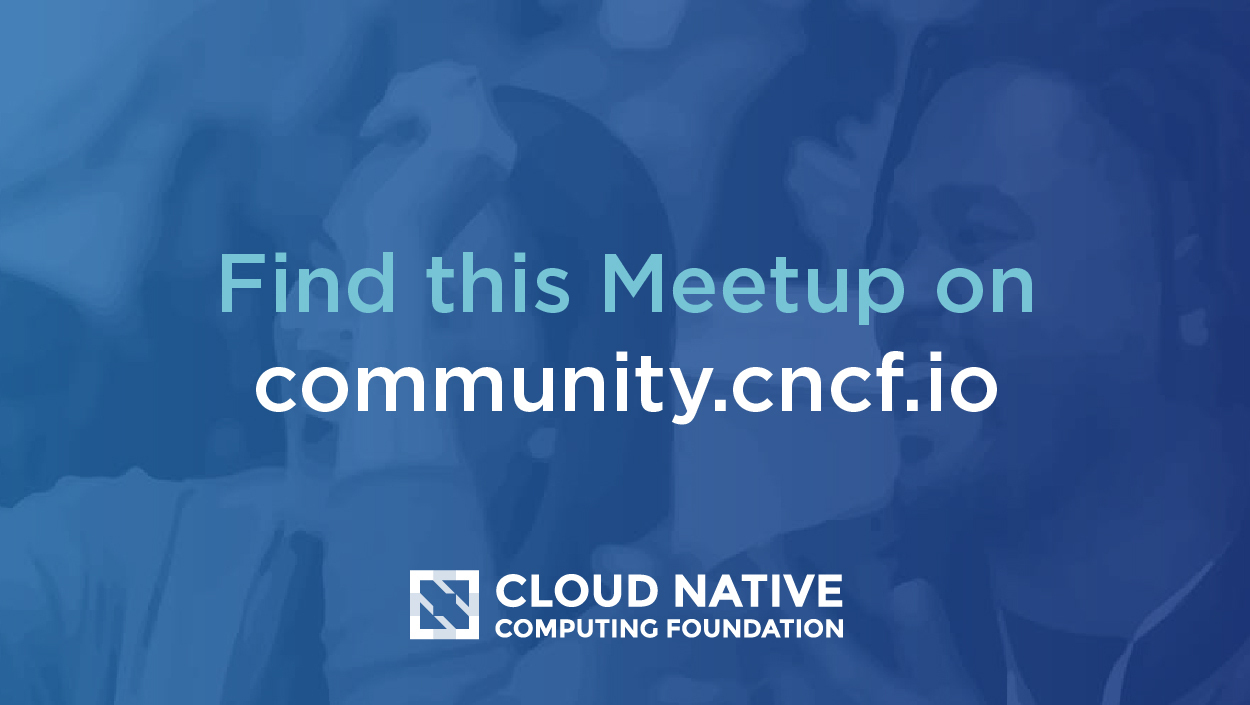 Find this Meetup on
community.cncf.io
CLOUD NATIVE
COMPUTING FOUNDATION